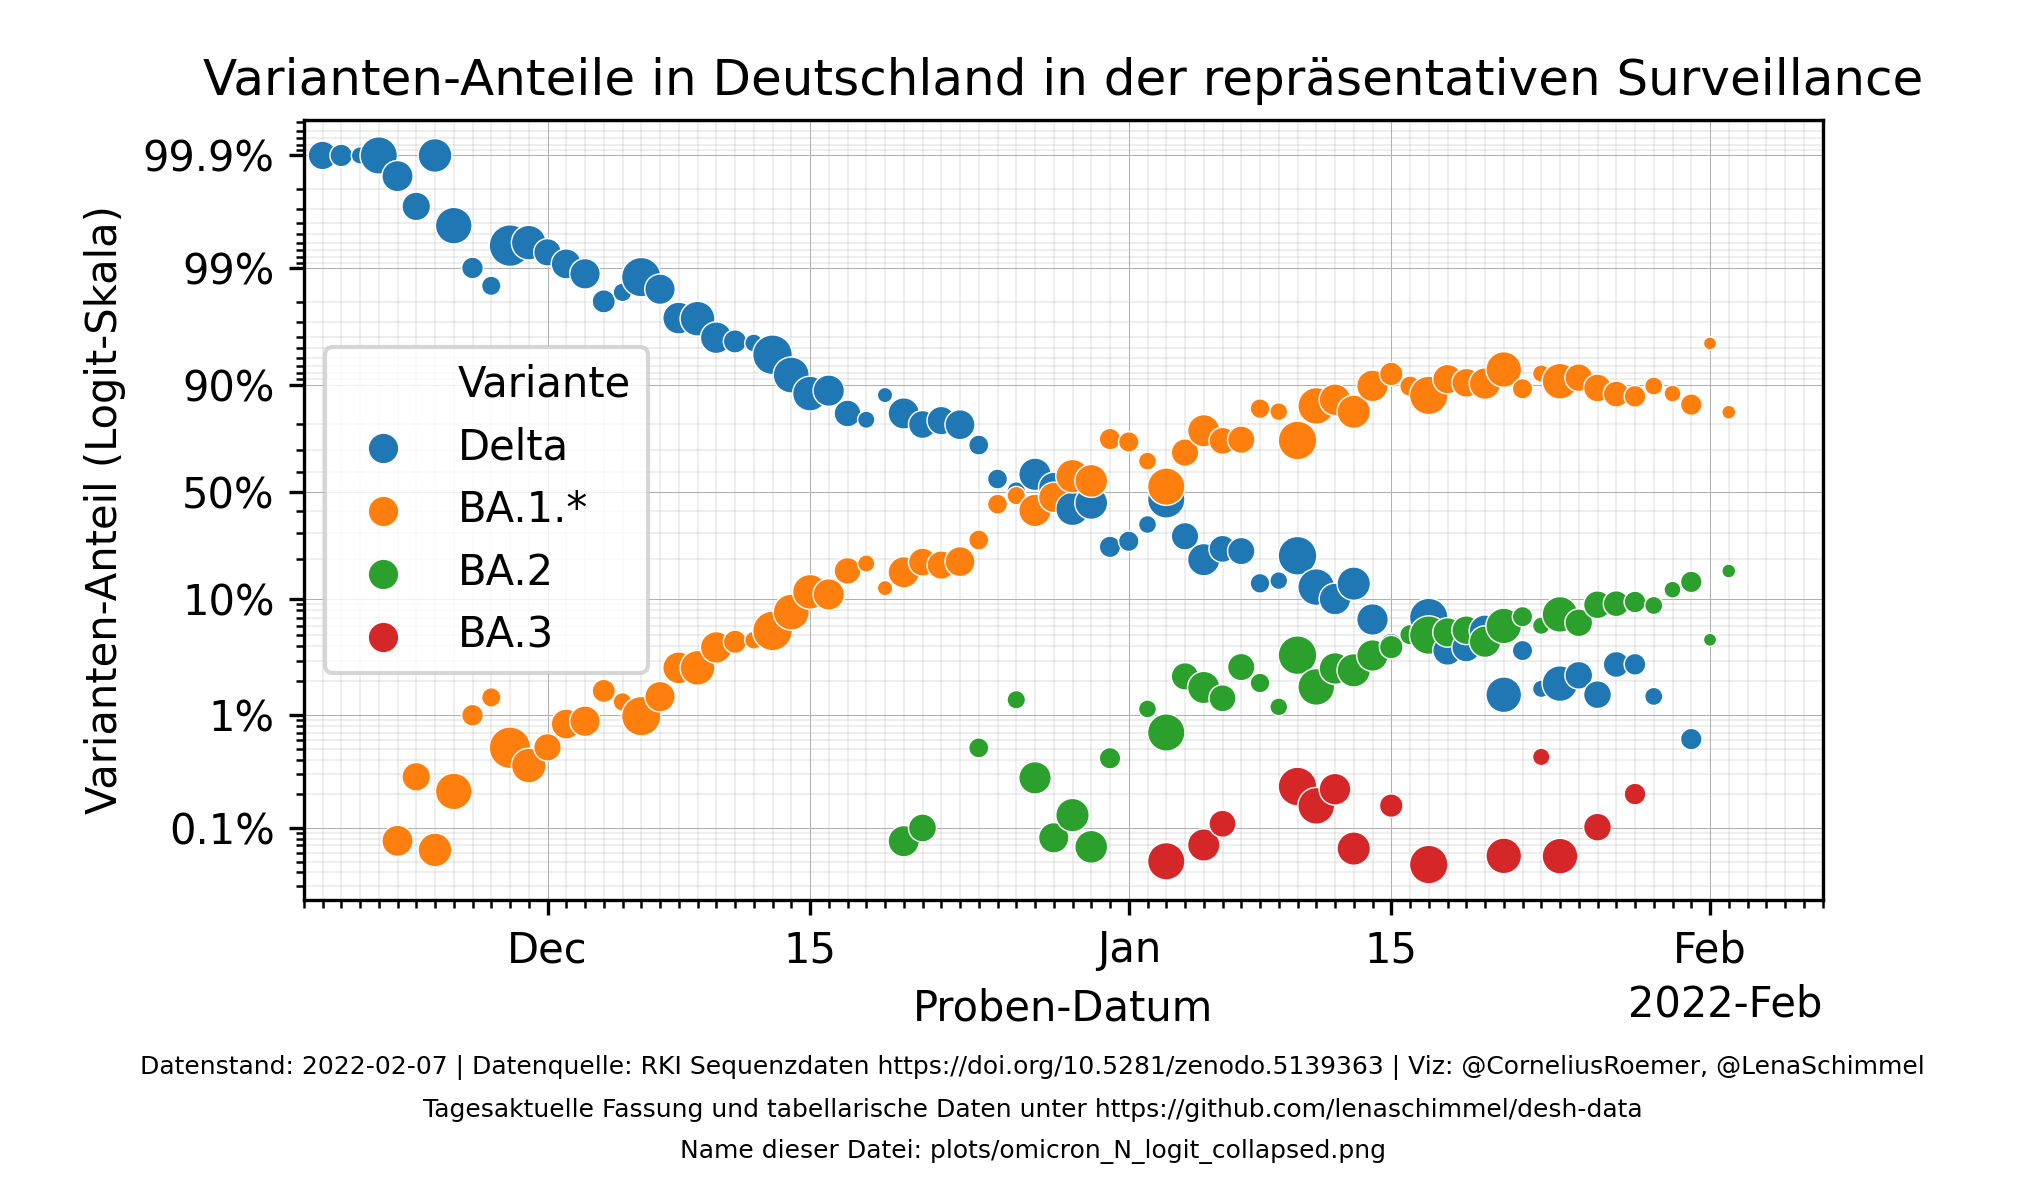 Varianten-Anteile in Deutschland in der repräsentativen Surveillance
Varianten-Anteil (Logit-Skala)
99.9%
99%
90%
50%
10%
1%
0.1%
Variante
Delta
BA.1.*
BA.2
BA.3
Dec
15
Jan
15
Feb
Proben-Datum
2022-Feb
Datenstand: 2022-02-07 | Datenquelle: RKI Sequenzdaten https://doi.org/10.5281/zenodo.5139363 | Viz: @CorneliusRoemer, @LenaSchimmel
Tagesaktuelle Fassung und tabellarische Daten unter https://github.com/lenaschimmel/desh-data
Name dieser Datei: plots/omicron_N_logit_collapsed.png